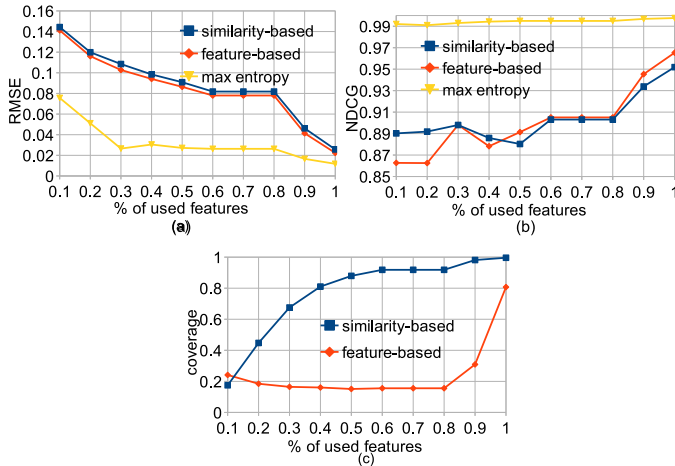 0.16
0.14
0.12
0.1
0.08
0.06
0.04
0.02
0
RMSE
similarity-based
feature-based
max entropy
0.1 0.2 0.3 0.4 0.5 0.6 0.7 0.8 0.9 1
% of used features
(a)
0.99
0.97
0.95
0.93
0.91
0.89
0.87
0.85
NDCG
similarity-based
feature-based
max entropy
0.1 0.2 0.3 0.4 0.5 0.6 0.7 0.8 0.9 1
% of used features
(b)
1
0.8
0.6
0.4
0.2
0
coverage
similarity-based
feature-based
0.1 0.2 0.3 0.4 0.5 0.6 0.7 0.8 0.9 1
% of used features
(c)